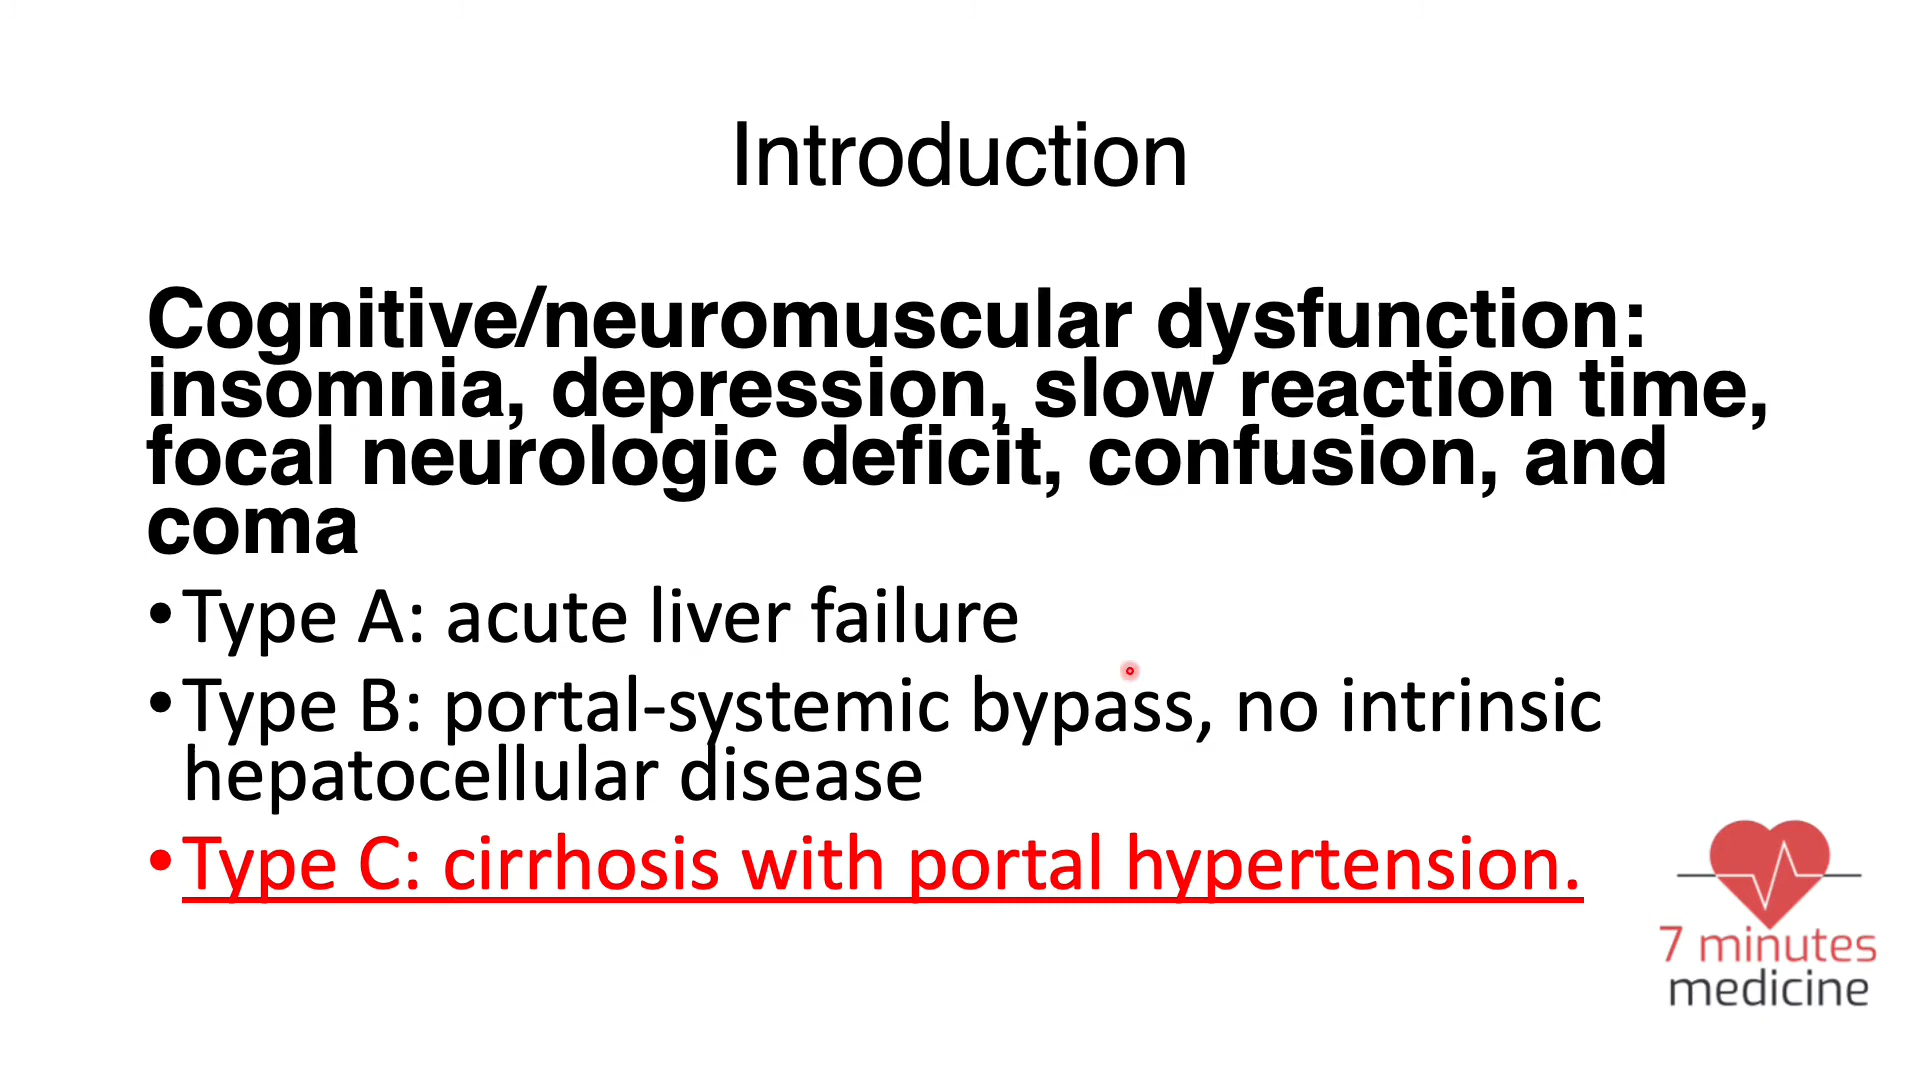 Introduction
Cognitive/neuromuscular dysfunction:
insomnia, depression, slow reaction time,
focal neurologic deficit, confusion, and
coma
•Type A: acute liver failure
•Type B: portal-systemic bypass, no intrinsic
hepatocellular disease
•Type C: cirrhosis with portal hypertension.
7 minutes
medicine